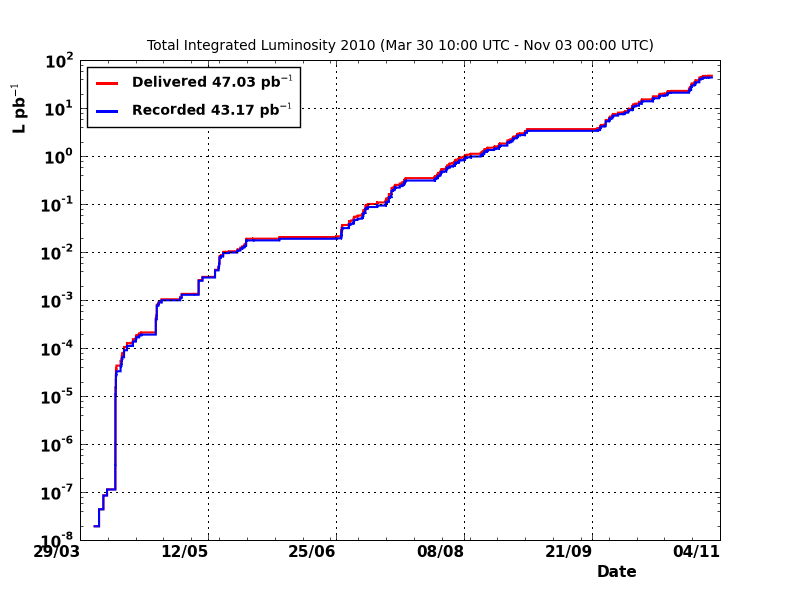 Total Integrated Luminosity 2010 (Mar 30 10:00 UTC - Nov 03 00:00 UTC)
L pb⁻¹
Delivered 47.03 pb⁻¹
Recorded 43.17 pb⁻¹
10²
10¹
10⁰
10⁻¹
10⁻²
10⁻³
10⁻⁴
10⁻⁵
10⁻⁶
10⁻⁷
10⁻⁸
29/03 12/05 25/06 08/08 21/09 04/11
Date